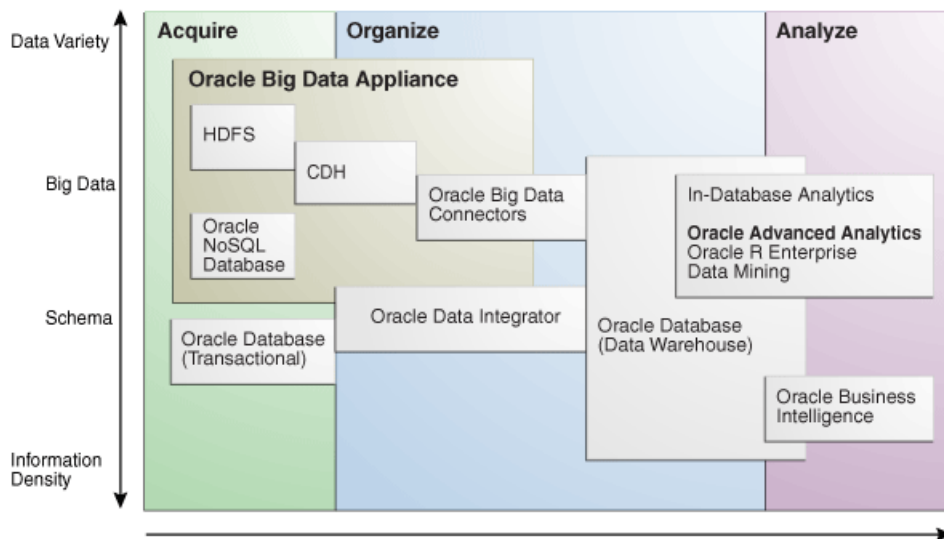 Data Variety
Big Data
Schema
Information
Density
Acquire
Organize
Analyze
Oracle Big Data Appliance
HDFS
CDH
Oracle Big Data
Connectors
Oracle
NoSQL
Database
Oracle Database
(Transactional)
Oracle Data Integrator
Oracle Database
(Data Warehouse)
In-Database Analytics
Oracle Advanced Analytics
Oracle R Enterprise
Data Mining
Oracle Business
Intelligence